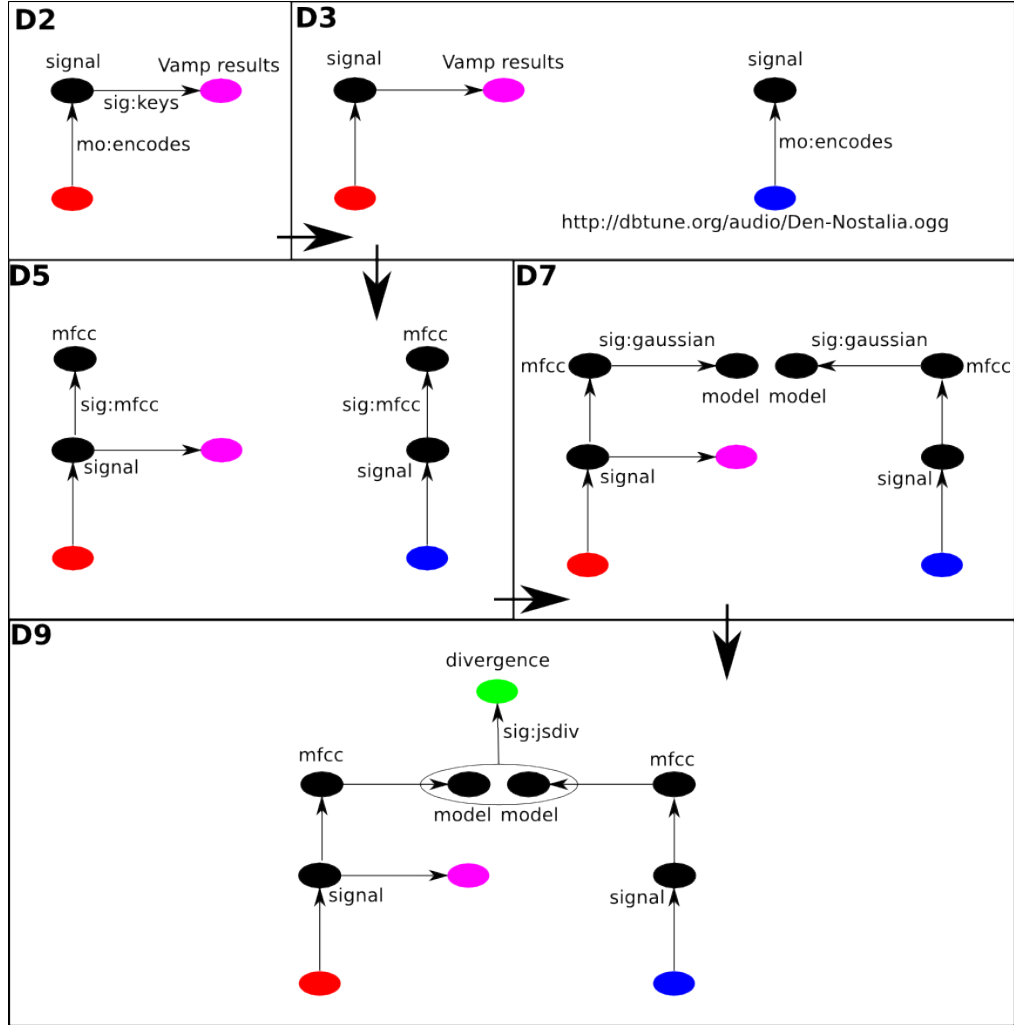 D2
signal
Vamp results
sig:keys
mo:encodes
D3
signal
Vamp results
signal
mo:encodes
http://dbtune.org/audio/Den-Nostalia.ogg
D5
mfcc
mfcc
sig:mfcc
sig:mfcc
signal
signal
D7
sig:gaussian
sig:gaussian
mfcc
mfcc
model
model
signal
signal
D9
divergence
sig:jsdiv
mfcc
mfcc
model
model
signal
signal